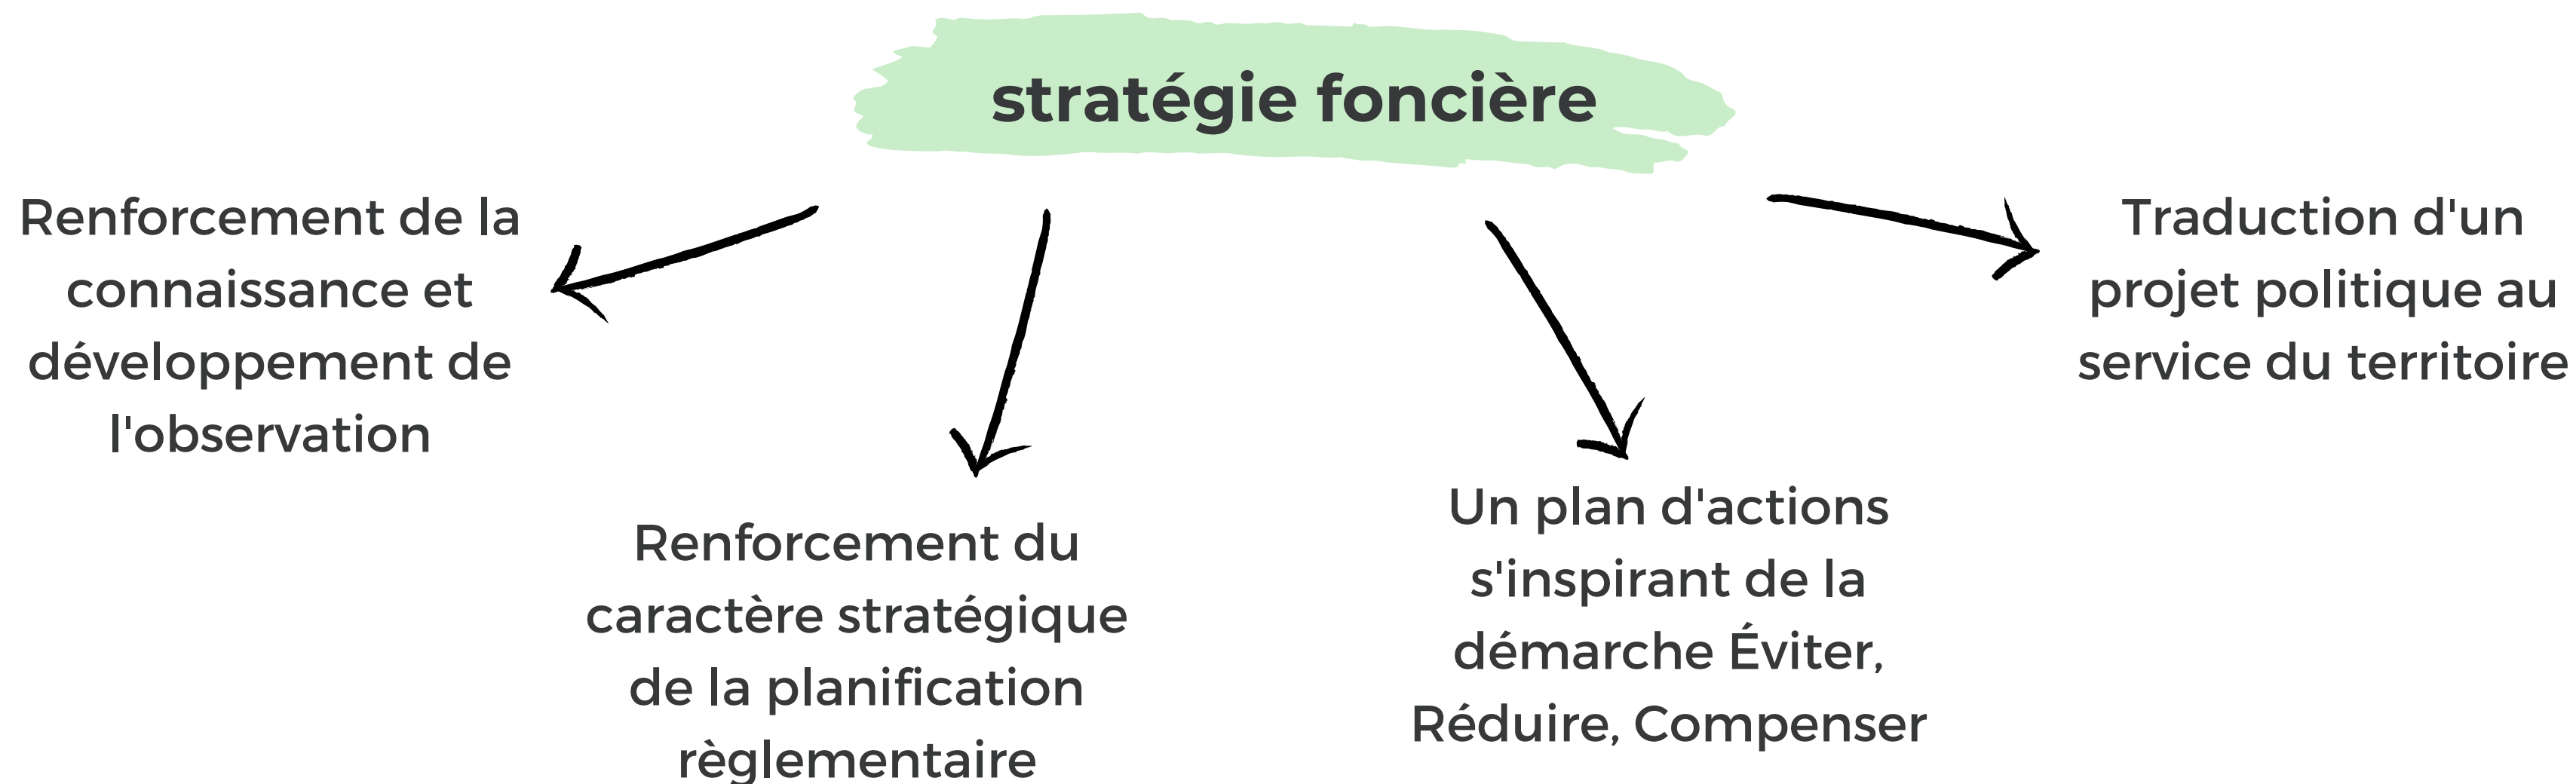 stratégie foncière
Renforcement de la
connaissance et
développement de
l'observation
Renforcement du
caractère stratégique
de la planification
règlementaire
Un plan d'actions
s'inspirant de la
démarche Éviter,
Réduire, Compenser
Traduction d'un
projet politique au
service du territoire